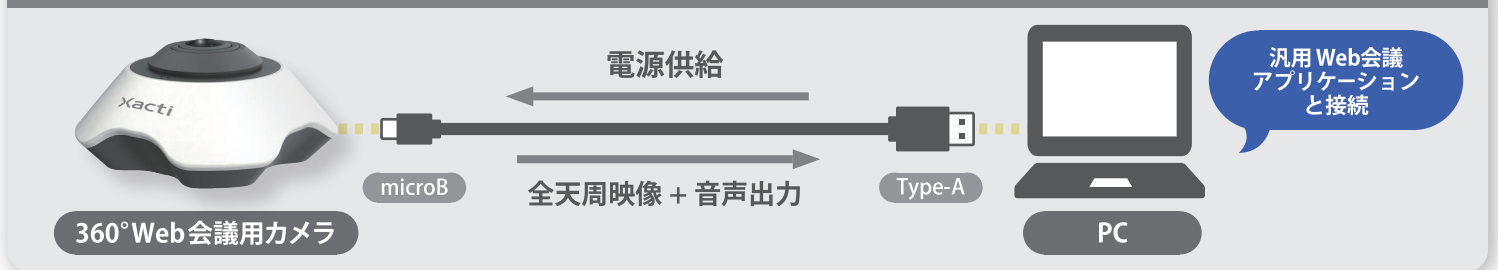 Xacti
電源供給
汎用 Web会議
アプリケーション
と接続
microB
全天周映像 + 音声出力
Type-A
360°Web会議用カメラ
PC